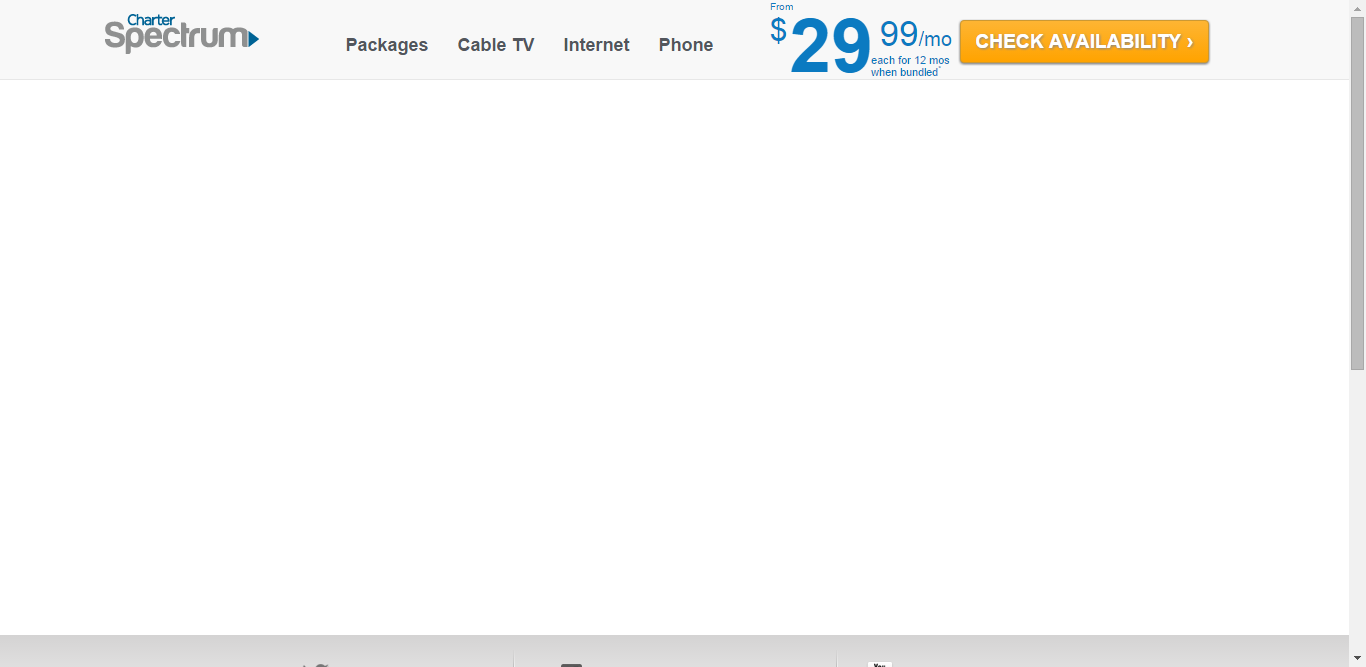 Charter
Spectrum
Packages
Cable TV
Internet
Phone
From
$29 99/mo
each for 12 mos
when bundled^
CHECK AVAILABILITY ›
You